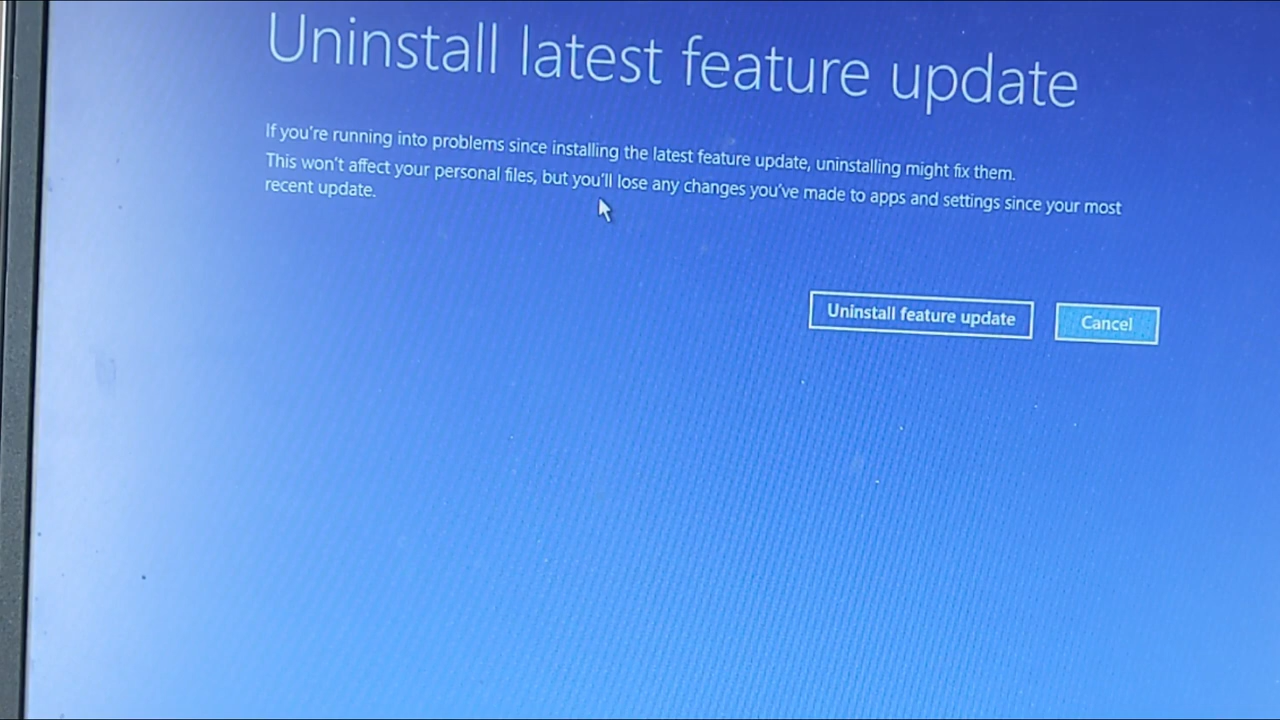 Uninstall latest feature update
If you're running into problems since installing the latest feature update, uninstalling might fix them.
This won't affect your personal files, but you'll lose any changes you've made to apps and settings since your most
recent update.
Uninstall feature update
Cancel